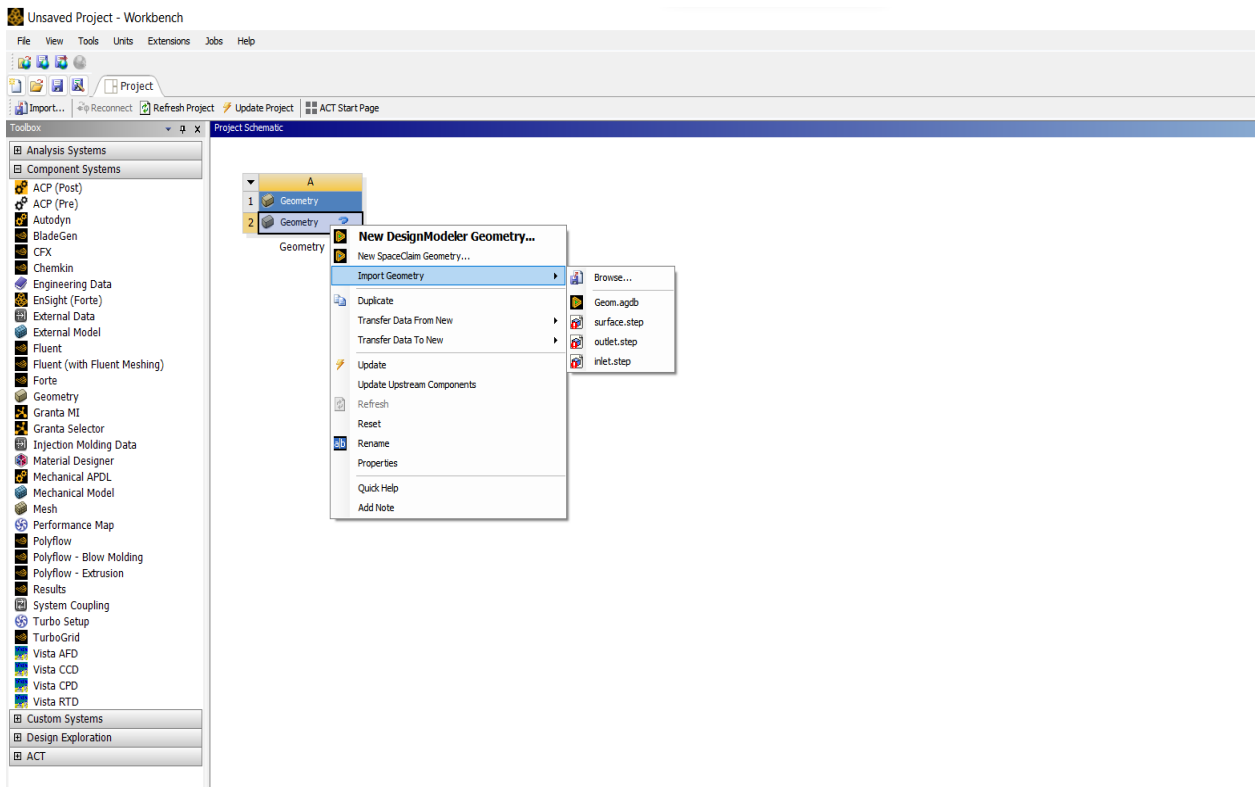 Unsaved Project - Workbench
File View Tools Units Extensions Jobs Help
Project
Import... Reconnect Refresh Project Update Project ACT Start Page
Toolbox
Analysis Systems
Component Systems
ACP (Post)
ACP (Pre)
Autodyn
BladeGen
CFX
Chemkin
Engineering Data
EnSight (Forte)
External Data
External Model
Fluent
Fluent (with Fluent Meshing)
Forte
Geometry
Granta MI
Granta Selector
Injection Molding Data
Material Designer
Mechanical APDL
Mechanical Model
Mesh
Performance Map
Polyflow
Polyflow - Blow Molding
Polyflow - Extrusion
Results
System Coupling
Turbo Setup
TurboGrid
Vista AFD
Vista CCD
Vista CPD
Vista RTD
Custom Systems
Design Exploration
ACT
Project Schematic
A
1 Geometry
2 Geometry
Geometry
New DesignModeler Geometry...
New SpaceClaim Geometry...
Import Geometry
Duplicate
Transfer Data From New
Transfer Data To New
Update
Update Upstream Components
Refresh
Reset
a|b Rename
Properties
Quick Help
Add Note
Browse...
Geom.agdb
surface.step
outlet.step
inlet.step